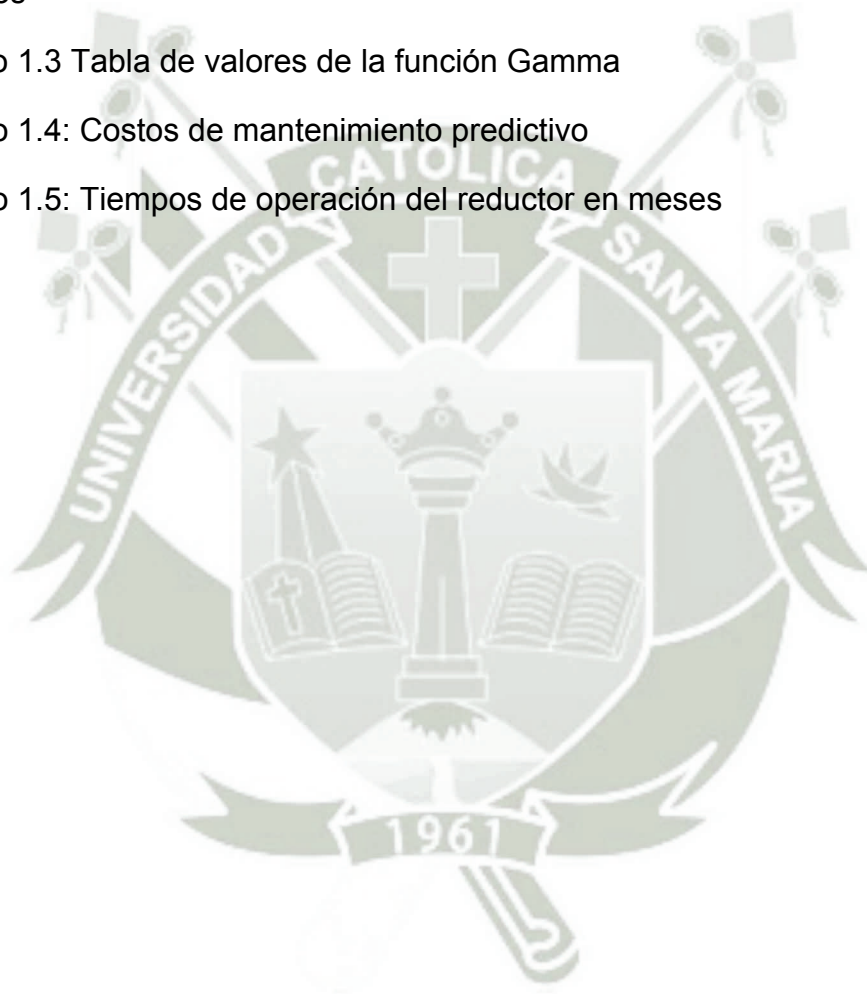 o 1.3 Tabla de valores de la función Gamma
o 1.4: Costos de mantenimiento predictivo
o 1.5: Tiempos de operación del reductor en meses
UNIVERSIDAD CATOLICA SANTA MARIA
1961